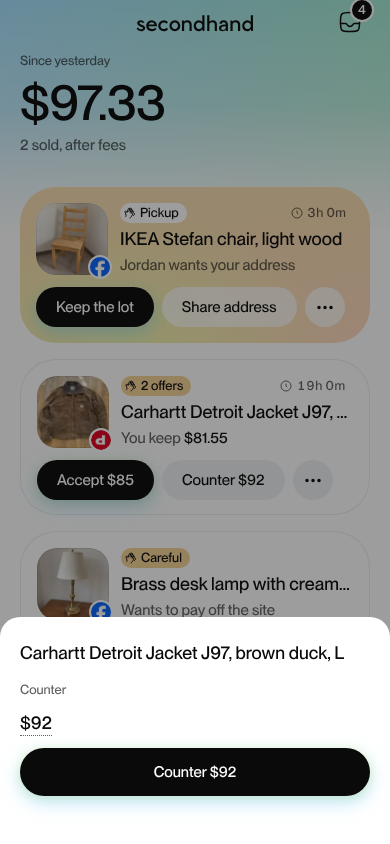 secondhand
4
Since yesterday
$97.33
2 sold, after fees
Pickup
3h 0m
IKEA Stefan chair, light wood
Jordan wants your address
Keep the lot
Share address
2 offers
19h 0m
Carhartt Detroit Jacket J97, ...
You keep $81.55
Accept $85
Counter $92
Careful
Brass desk lamp with cream...
Wants to pay off the site
Carhartt Detroit Jacket J97, brown duck, L
Counter
$92
Counter $92